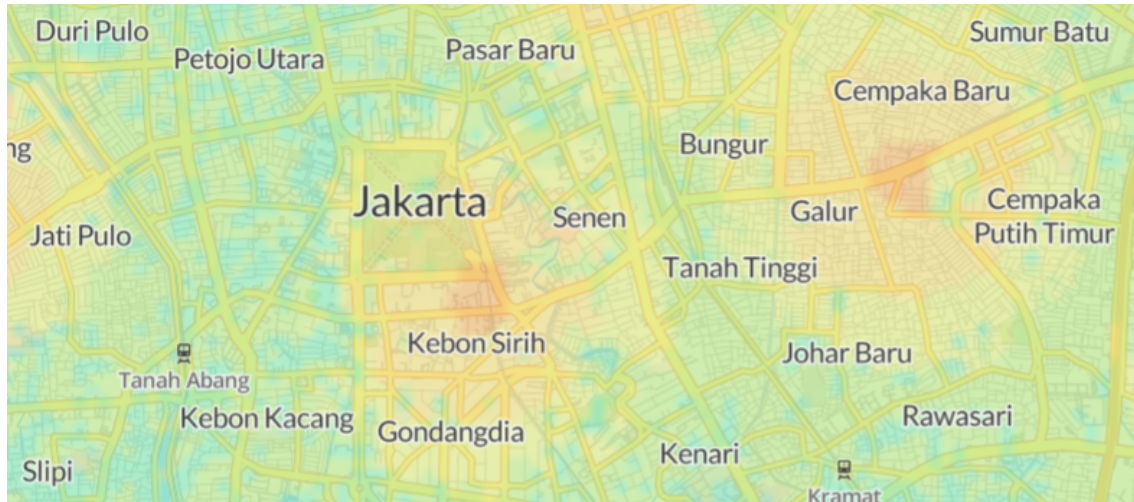 Duri Pulo
Petojo Utara
Pasar Baru
Sumur Batu
Cempaka Baru
ng
Bungur
Jakarta
Senen
Galur
Cempaka
Putih Timur
Jati Pulo
Tanah Tinggi
Kebon Sirih
Johar Baru
Tanah Abang
Kebon Kacang
Gondangdia
Rawasari
Kenari
Slipi
Kramat